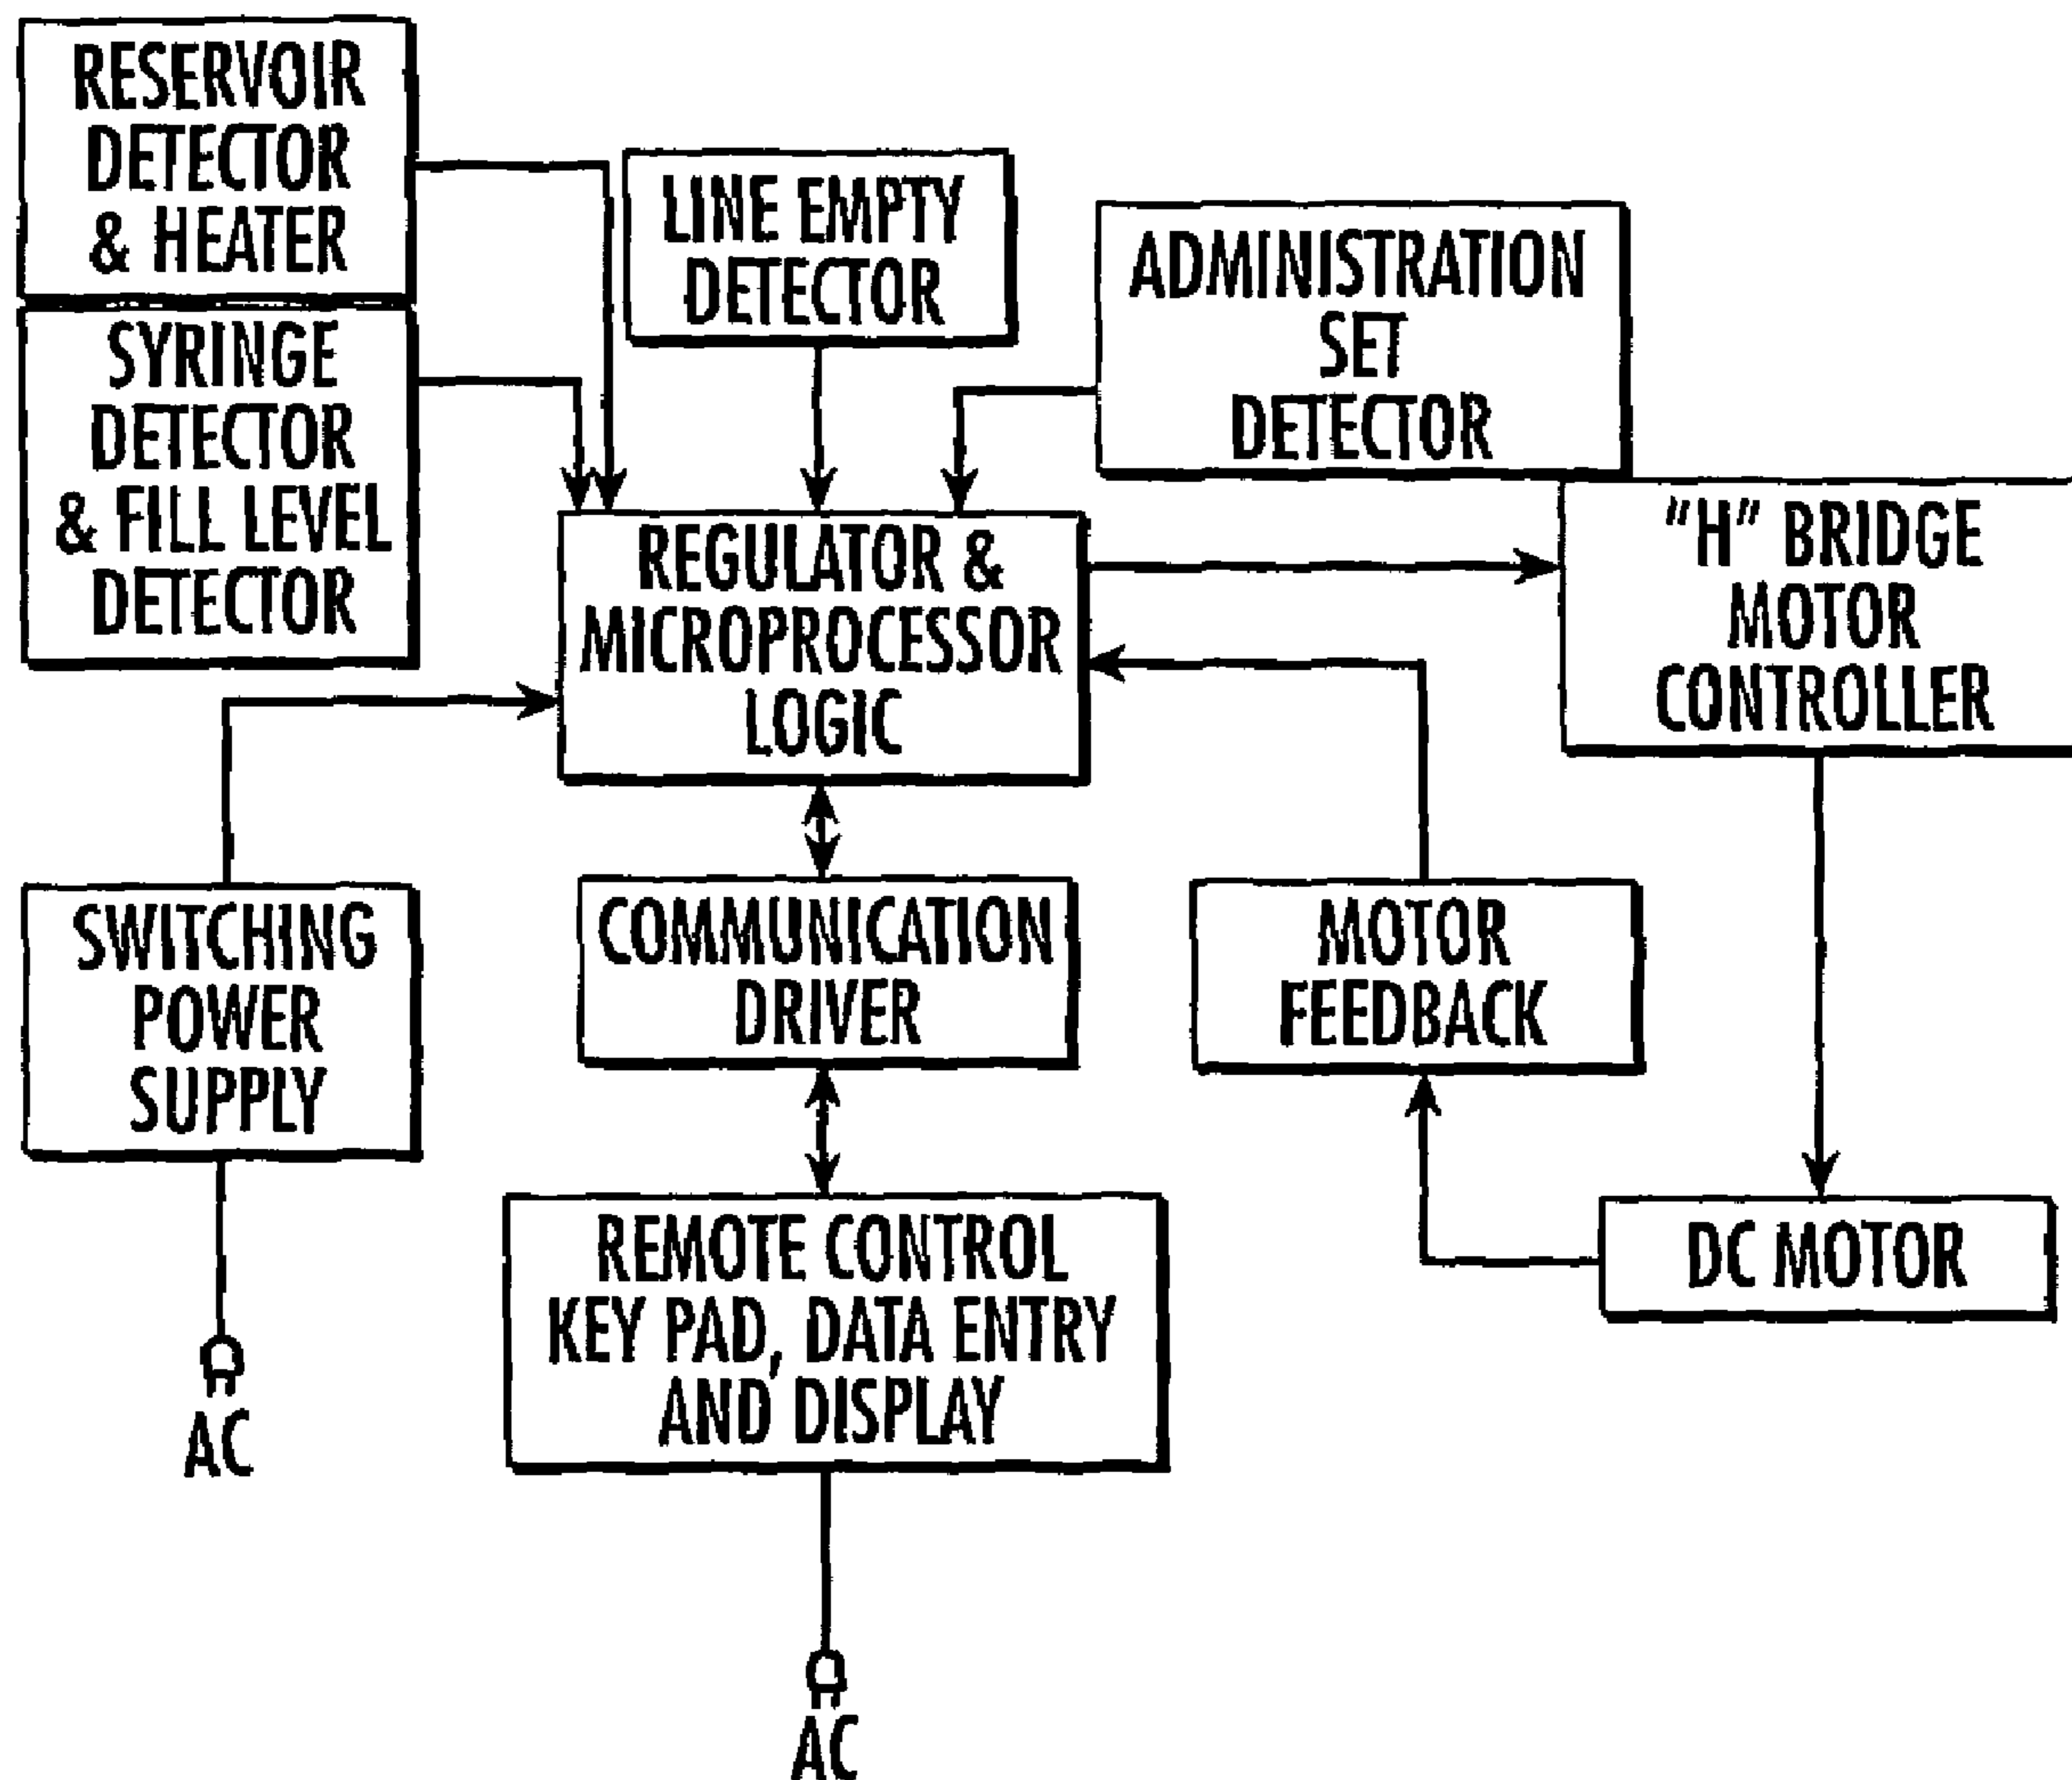 RESERVOIR
DETECTOR
& HEATER
SYRINGE
DETECTOR
& FILL LEVEL
DETECTOR
LINE EMPTY
DETECTOR
ADMINISTRATION
SET
DETECTOR
REGULATOR &
MICROPROCESSOR
LOGIC
"H" BRIDGE
MOTOR
CONTROLLER
SWITCHING
POWER
SUPPLY
COMMUNICATION
DRIVER
MOTOR
FEEDBACK
REMOTE CONTROL
KEY PAD, DATA ENTRY
AND DISPLAY
DC MOTOR
AC
AC